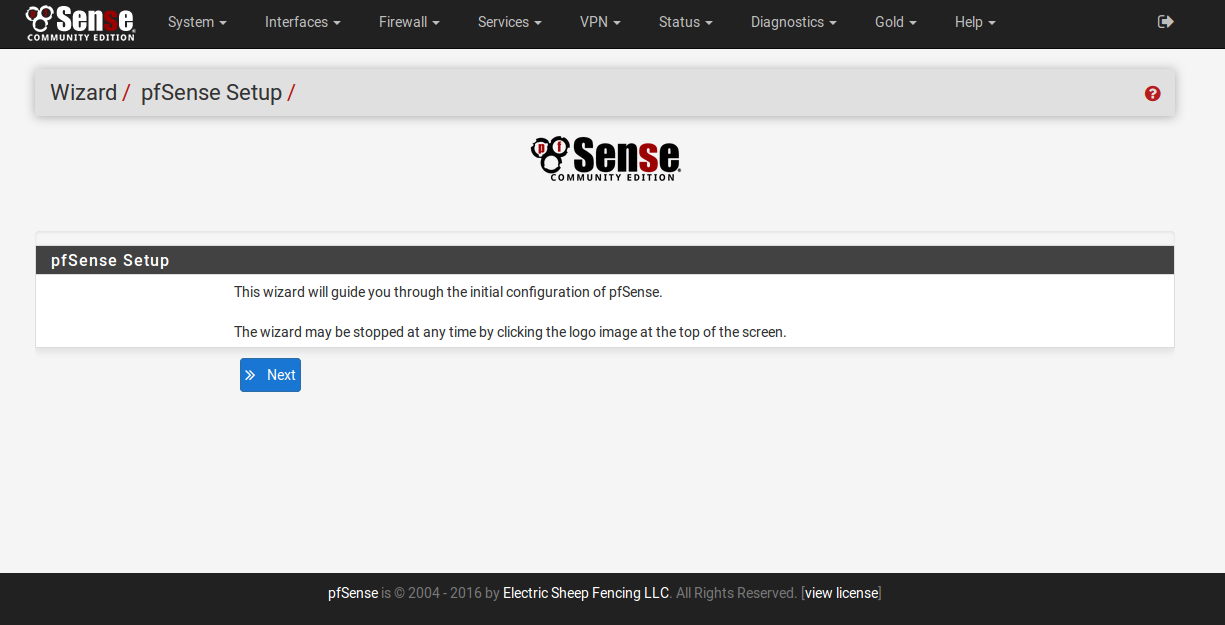 pfSense COMMUNITY EDITION
System Interfaces Firewall Services VPN Status Diagnostics Gold Help
Wizard / pfSense Setup /
pfSense
COMMUNITY EDITION
pfSense Setup
This wizard will guide you through the initial configuration of pfSense.
The wizard may be stopped at any time by clicking the logo image at the top of the screen.
Next
pfSense is © 2004 - 2016 by Electric Sheep Fencing LLC. All Rights Reserved. [view license]